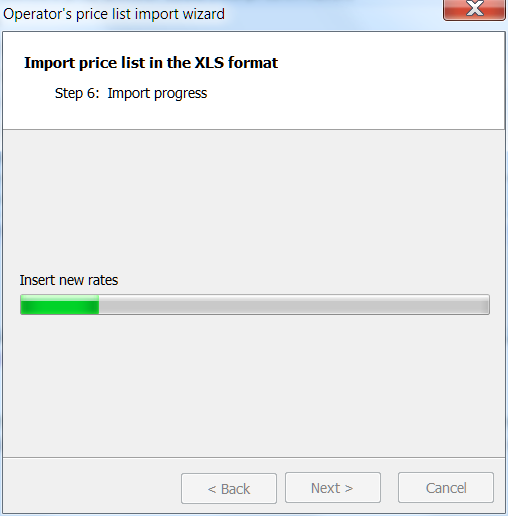 Operator's price list import wizard
Import price list in the XLS format
Step 6: Import progress
Insert new rates
< Back Next > Cancel